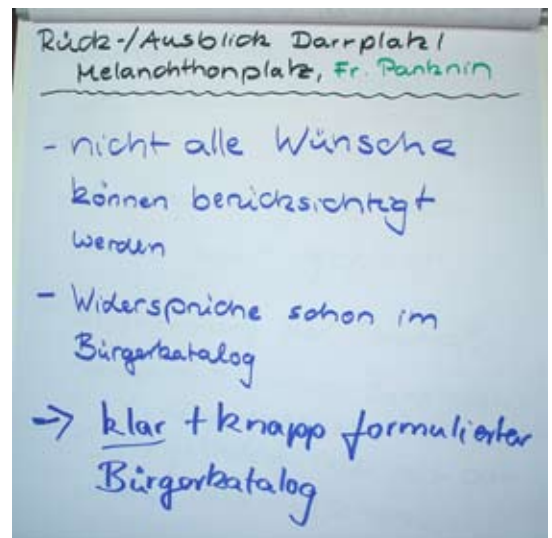 Rück-/Ausblick Darrplatz/
Melanchthonplatz, Fr. Panknin
- nicht alle Wünsche
können berücksichtigt
werden
- Widersprüche schon im
Bürgerkatalog
→ klar + knapp formulierter
Bürgerkatalog